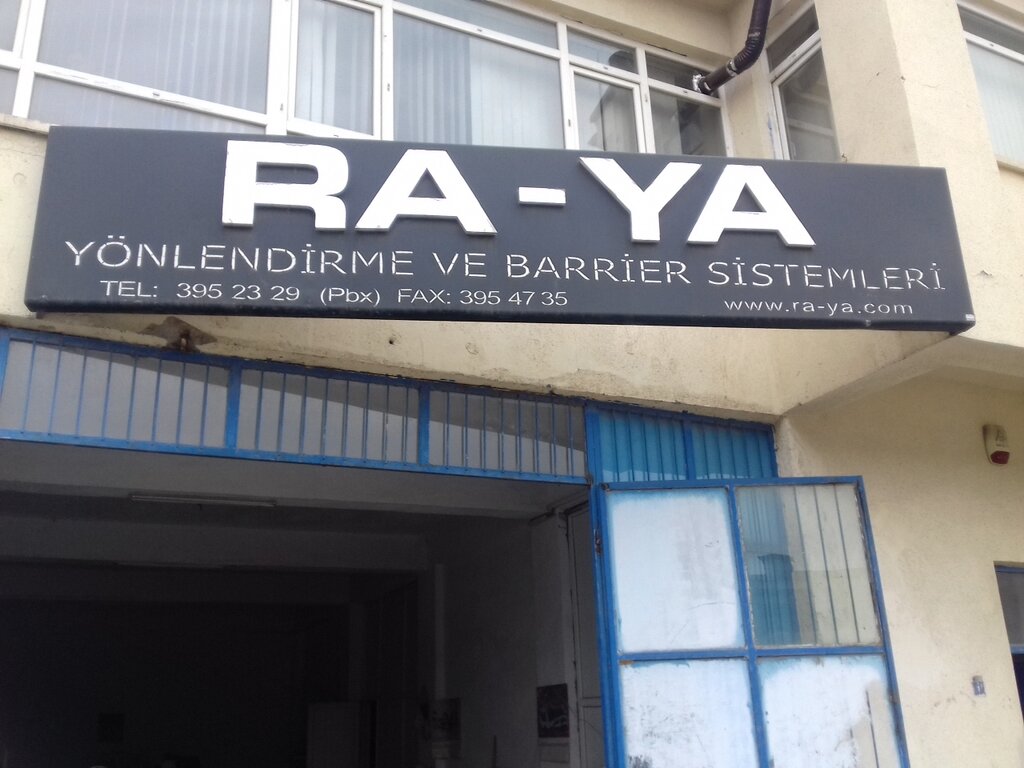 RA-YA
YÖNLENDİRME VE BARRİER SİSTEMLERİ
TEL: 395 23 29 (Pbx) FAX: 395 47 35
www.ra-ya.com